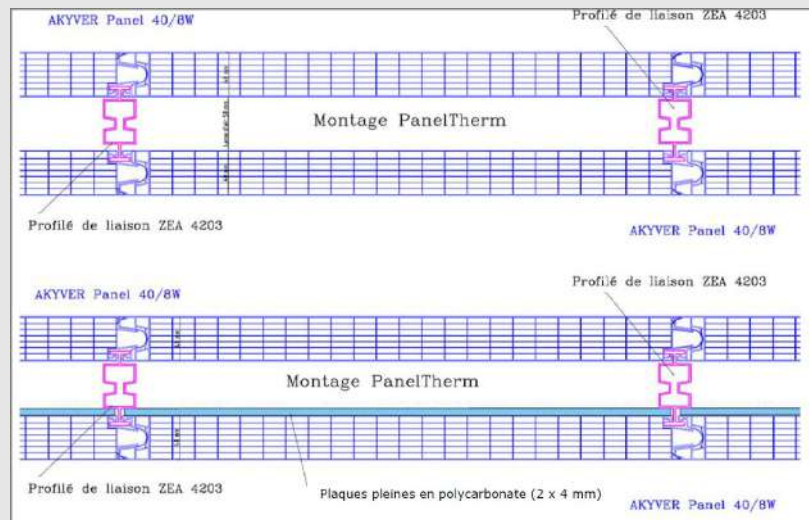 AKYVER Panel 40/8W
Profilé de liaison ZEA 4203
Montage PanelTherm
Profilé de liaison ZEA 4203
AKYVER Panel 40/8W
AKYVER Panel 40/8W
Profilé de liaison ZEA 4203
Montage PanelTherm
Profilé de liaison ZEA 4203
Plaques pleines en polycarbonate (2 x 4 mm)
AKYVER Panel 40/8W